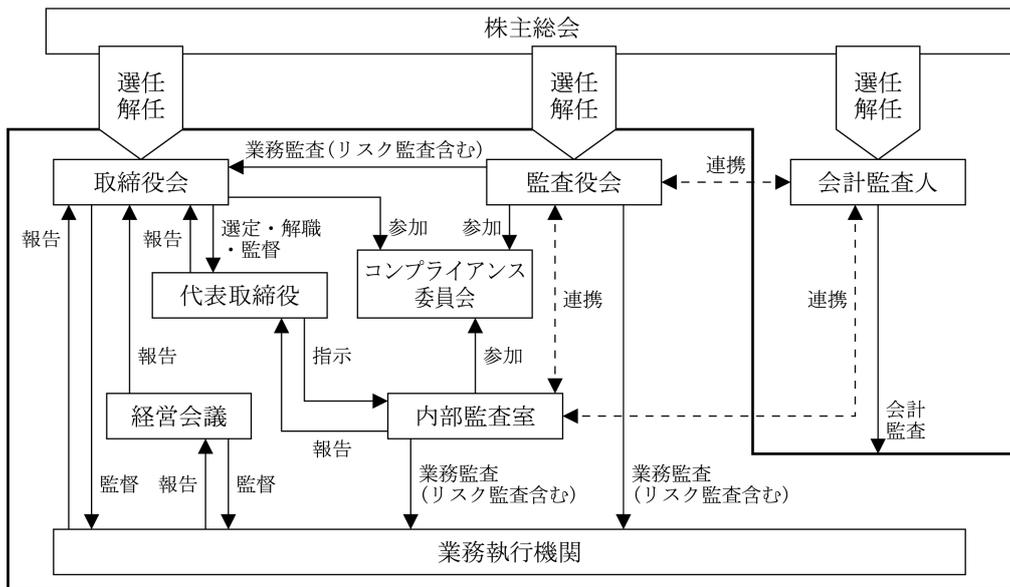 株主総会
選任
解任
選任
解任
選任
解任
業務監査(リスク監査含む)
取締役会
監査役会
連携
会計監査人
報告
報告
選定・解職
・監督
参加
参加
コンプライアンス
委員会
代表取締役
連携
連携
報告
指示
参加
経営会議
内部監査室
会計
監査
報告
監督
報告
監督
業務監査
(リスク監査含む)
業務監査
(リスク監査含む)
業務執行機関